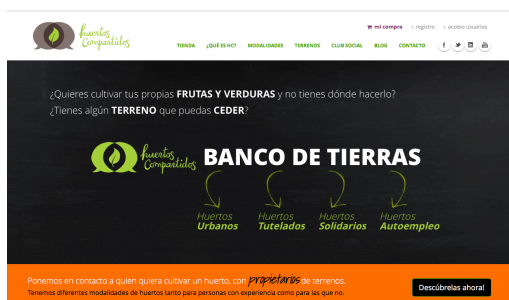 huertos
Compartidos
mi compra
registro
acceso usuarios
TIENDA
¿QUÉ ES HC?
MODALIDADES
TERRENOS
CLUB SOCIAL
BLOG
CONTACTO
¿Quieres cultivar tus propias FRUTAS Y VERDURAS y no tienes dónde hacerlo?
¿Tienes algún TERRENO que puedas CEDER?
huertos
Compartidos
BANCO DE TIERRAS
Huertos
Urbanos
Huertos
Tutelados
Huertos
Solidarios
Huertos
Autoempleo
Ponemos en contacto a quien quiera cultivar un huerto, con propietarios de terrenos.
Tenemos diferentes modalidades de huertos tanto para personas con experiencia como para las que no.
Descúbrelas ahora!